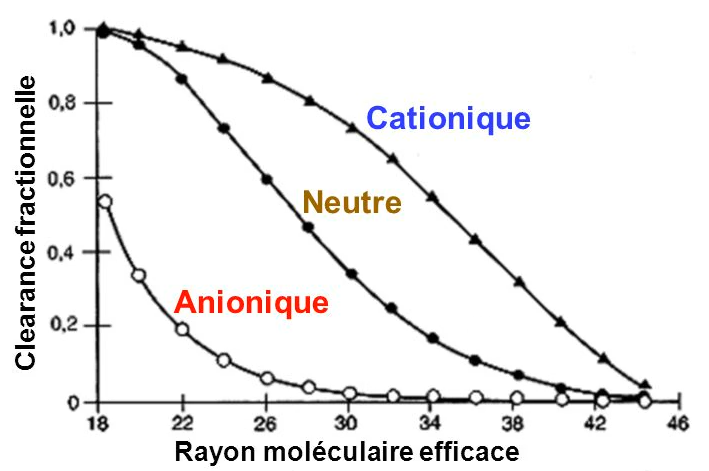 Clearance fractionnelle
1,0
0,8
0,6
0,4
0,2
0
Cationique
Neutre
Anionique
18 22 26 30 34 38 42 46
Rayon moléculaire efficace